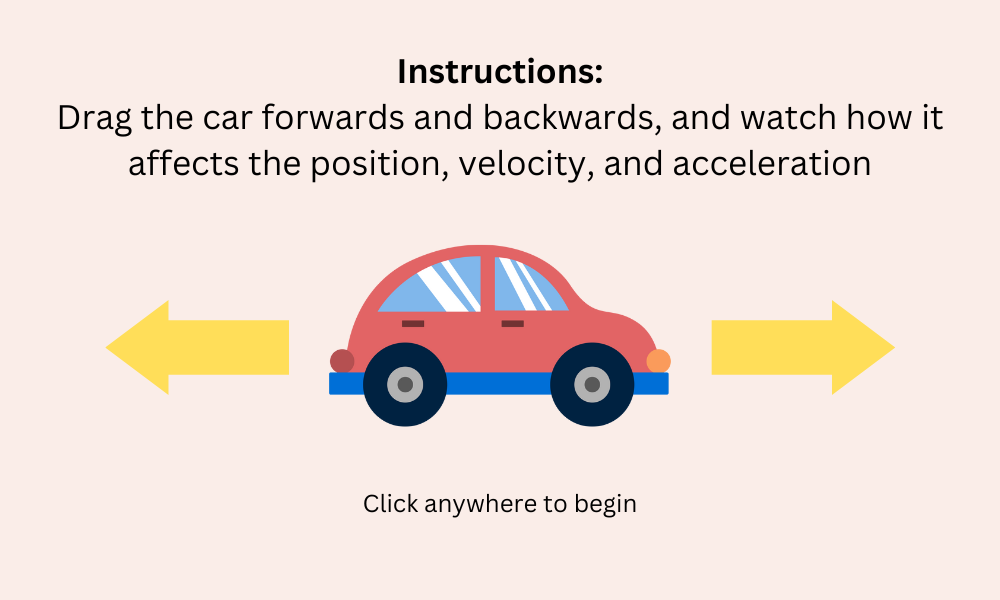 Instructions:
Drag the car forwards and backwards, and watch how it
affects the position, velocity, and acceleration
Click anywhere to begin